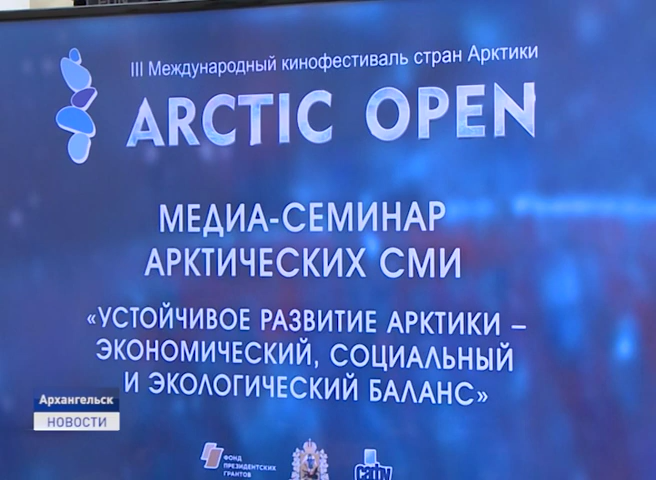 III Международный кинофестиваль стран Арктики
ARCTIC OPEN
МЕДИА-СЕМИНАР
АРКТИЧЕСКИХ СМИ
«УСТОЙЧИВОЕ РАЗВИТИЕ АРКТИКИ –
ЭКОНОМИЧЕСКИЙ, СОЦИАЛЬНЫЙ
И ЭКОЛОГИЧЕСКИЙ БАЛАНС»
Архангельск
НОВОСТИ
ФОНД
ПРЕЗИДЕНТСКИХ
ГРАНТОВ